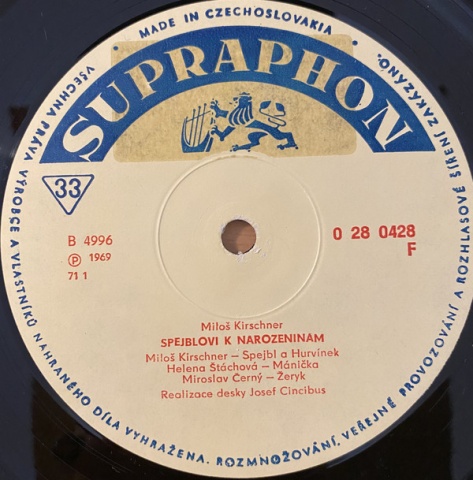 MADE IN CZECHOSLOVAKIA
SUPRAPHON
33
B 4996
Ⓟ 1969
71 1
0 28 0428
F
Miloš Kirschner
SPEJBLOVI K NAROZENINÁM
Miloš Kirschner – Spejbl a Hurvínek
Helena Štáchová – Mánička
Miroslav Černý – Žeryk
Realizace desky Josef Cincibus
VŠECHNA PRÁVA VÝROBCE A VLASTNÍKŮ NAHRANÉHO DÍLA VYHRAŽENA. ROZMNOŽOVÁNÍ, VEŘEJNÉ PROVOZOVÁNÍ A ROZHLASOVÉ ŠÍŘENÍ ZAKÁZÁNO.